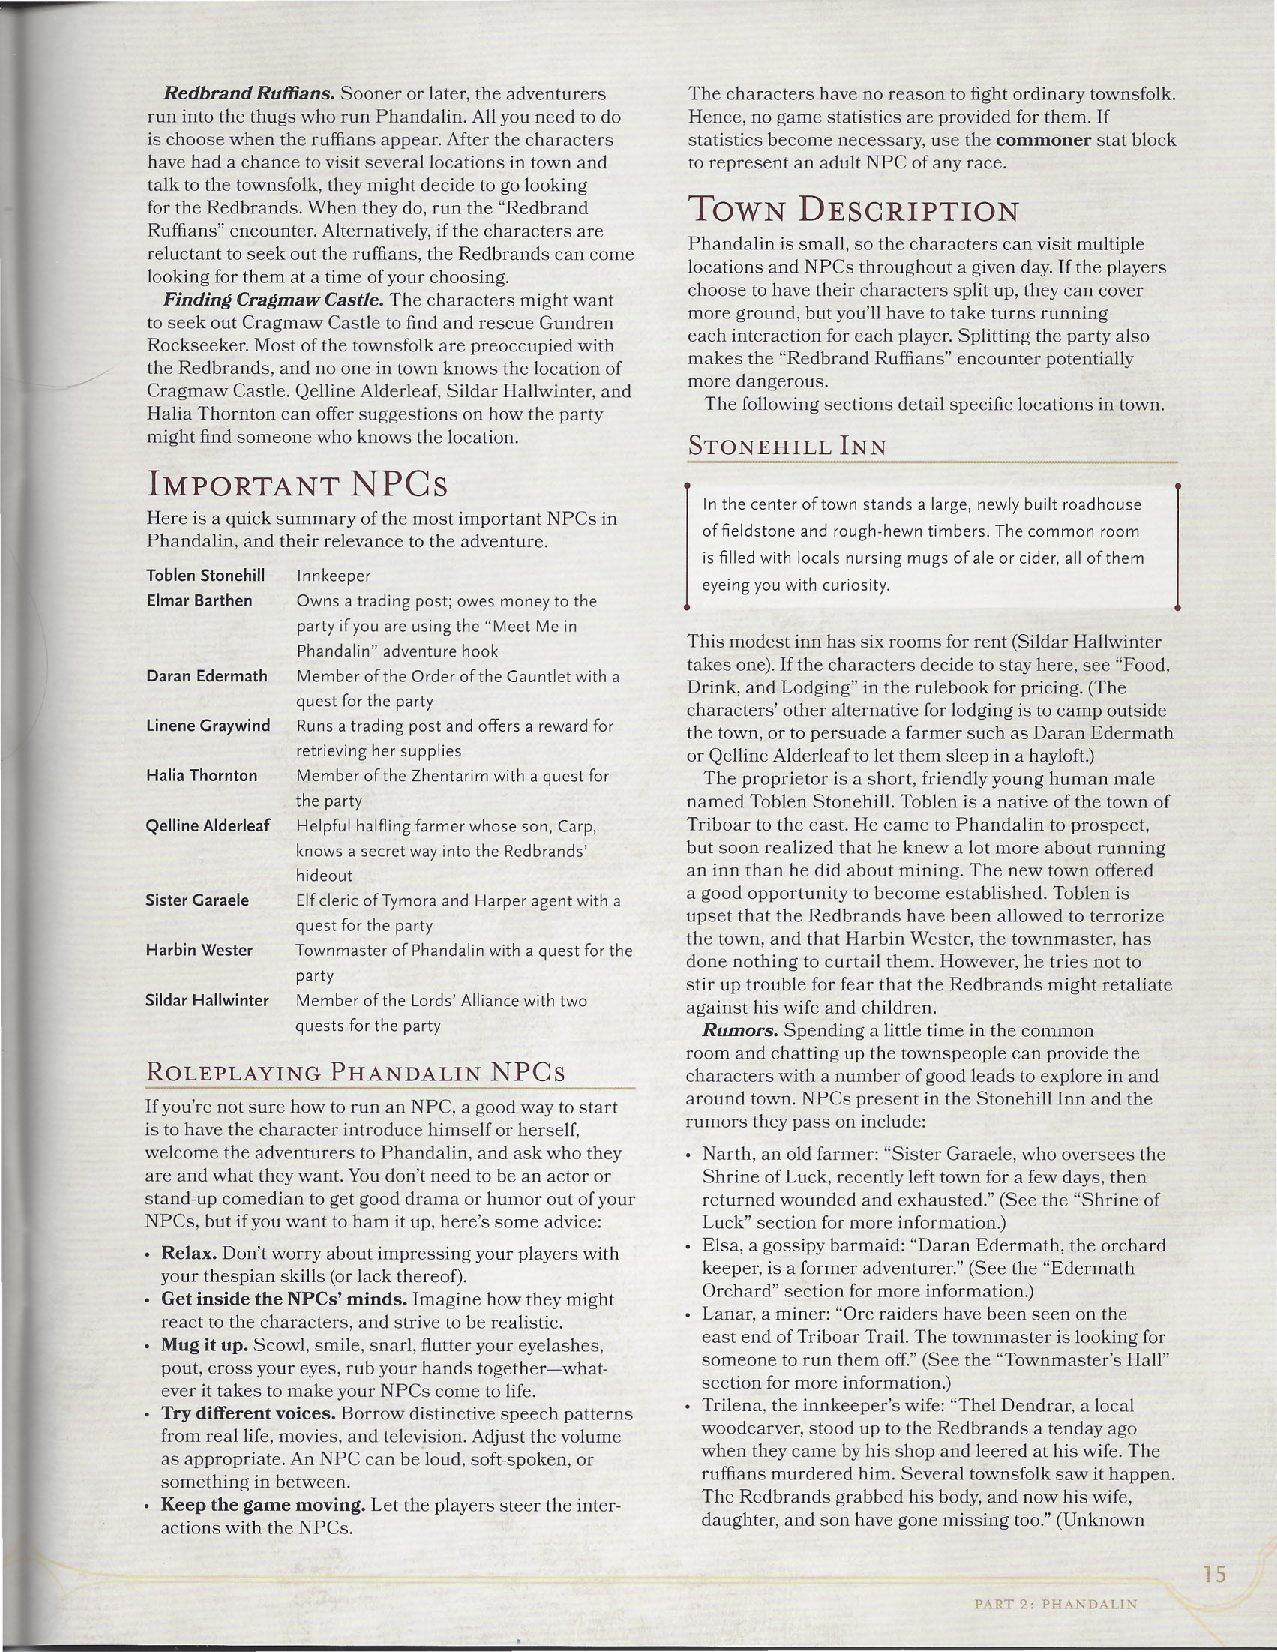 Redbrand Ruffians. Sooner or later, the adventurers
run into the thugs who run Phandalin. All you need to do
is choose when the ruffians appear. After the characters
have had a chance to visit several locations in town and
talk to the townsfolk, they might decide to go looking
for the Redbrands. When they do, run the “Redbrand
Ruffians” encounter. Alternatively, if the characters are
reluctant to seek out the ruffians, the Redbrands can come
looking for them at a time of your choosing.
Finding Cragmaw Castle. The characters might want
to seek out Cragmaw Castle to find and rescue Gundren
Rockseeker. Most of the townsfolk are preoccupied with
the Redbrands, and no one in town knows the location of
Cragmaw Castle. Qelline Alderleaf, Sildar Hallwinter, and
Halia Thornton can offer suggestions on how the party
might find someone who knows the location.
IMPORTANT NPCS
Here is a quick summary of the most important NPCs in
Phandalin, and their relevance to the adventure.
Toblen Stonehill Innkeeper
Elmar Barthen Owns a trading post; owes money to the
party if you are using the “Meet Me in
Phandalin” adventure hook
Daran Edermath Member of the Order of the Gauntlet with a
quest for the party
Linene Graywind Runs a trading post and offers a reward for
retrieving her supplies
Halia Thornton Member of the Zhentarim with a quest for
the party
Qelline Alderleaf Helpful halfling farmer whose son, Carp,
knows a secret way into the Redbrands’
hideout
Sister Garaele Elf cleric of Tymora and Harper agent with a
quest for the party
Harbin Wester Townmaster of Phandalin with a quest for the
party
Sildar Hallwinter Member of the Lords’ Alliance with two
quests for the party
ROLEPLAYING PHANDALIN NPCS
If you’re not sure how to run an NPC, a good way to start
is to have the character introduce himself or herself,
welcome the adventurers to Phandalin, and ask who they
are and what they want. You don’t need to be an actor or
stand-up comedian to get good drama or humor out of your
NPCs, but if you want to ham it up, here’s some advice:
• Relax. Don’t worry about impressing your players with
your thespian skills (or lack thereof).
• Get inside the NPCs’ minds. Imagine how they might
react to the characters, and strive to be realistic.
• Mug it up. Scowl, smile, snarl, flutter your eyelashes,
pout, cross your eyes, rub your hands together—what-
ever it takes to make your NPCs come to life.
• Try different voices. Borrow distinctive speech patterns
from real life, movies, and television. Adjust the volume
as appropriate. An NPC can be loud, soft-spoken, or
something in between.
• Keep the game moving. Let the players steer the inter-
actions with the NPCs.
The characters have no reason to fight ordinary townsfolk.
Hence, no game statistics are provided for them. If
statistics become necessary, use the commoner stat block
to represent an adult NPC of any race.
TOWN DESCRIPTION
Phandalin is small, so the characters can visit multiple
locations and NPCs throughout a given day. If the players
choose to have their characters split up, they can cover
more ground, but you’ll have to take turns running
each interaction for each player. Splitting the party also
makes the “Redbrand Ruffians” encounter potentially
more dangerous.
The following sections detail specific locations in town.
STONEHILL INN
In the center of town stands a large, newly built roadhouse
of fieldstone and rough-hewn timbers. The common room
is filled with locals nursing mugs of ale or cider, all of them
eyeing you with curiosity.
This modest inn has six rooms for rent (Sildar Hallwinter
takes one). If the characters decide to stay here, see “Food,
Drink, and Lodging” in the rulebook for pricing. (The
characters’ other alternative for lodging is to camp outside
the town, or to persuade a farmer such as Daran Edermath
or Qelline Alderleaf to let them sleep in a hayloft.)
The proprietor is a short, friendly young human male
named Toblen Stonehill. Toblen is a native of the town of
Triboar to the east. He came to Phandalin to prospect,
but soon realized that he knew a lot more about running
an inn than he did about mining. The new town offered
a good opportunity to become established. Toblen is
upset that the Redbrands have been allowed to terrorize
the town, and that Harbin Wester, the townmaster, has
done nothing to curtail them. However, he tries not to
stir up trouble for fear that the Redbrands might retaliate
against his wife and children.
Rumors. Spending a little time in the common
room and chatting up the townspeople can provide the
characters with a number of good leads to explore in and
around town. NPCs present in the Stonehill Inn and the
rumors they pass on include:
• Narth, an old farmer: “Sister Garaele, who oversees the
Shrine of Luck, recently left town for a few days, then
returned wounded and exhausted.” (See the “Shrine of
Luck” section for more information.)
• Elsa, a gossipy barmaid: “Daran Edermath, the orchard
keeper, is a former adventurer.” (See the “Edermath
Orchard” section for more information.)
• Lanar, a miner: “Orc raiders have been seen on the
east end of Triboar Trail. The townmaster is looking for
someone to run them off.” (See the “Townmaster’s Hall”
section for more information.)
• Trilena, the innkeeper’s wife: “Thel Dendrar, a local
woodcarver, stood up to the Redbrands a tenday ago
when they came by his shop and leered at his wife. The
ruffians murdered him. Several townsfolk saw it happen.
The Redbrands grabbed his body, and now his wife,
daughter, and son have gone missing too.” (Unknown
15
PART 2: PHANDALIN